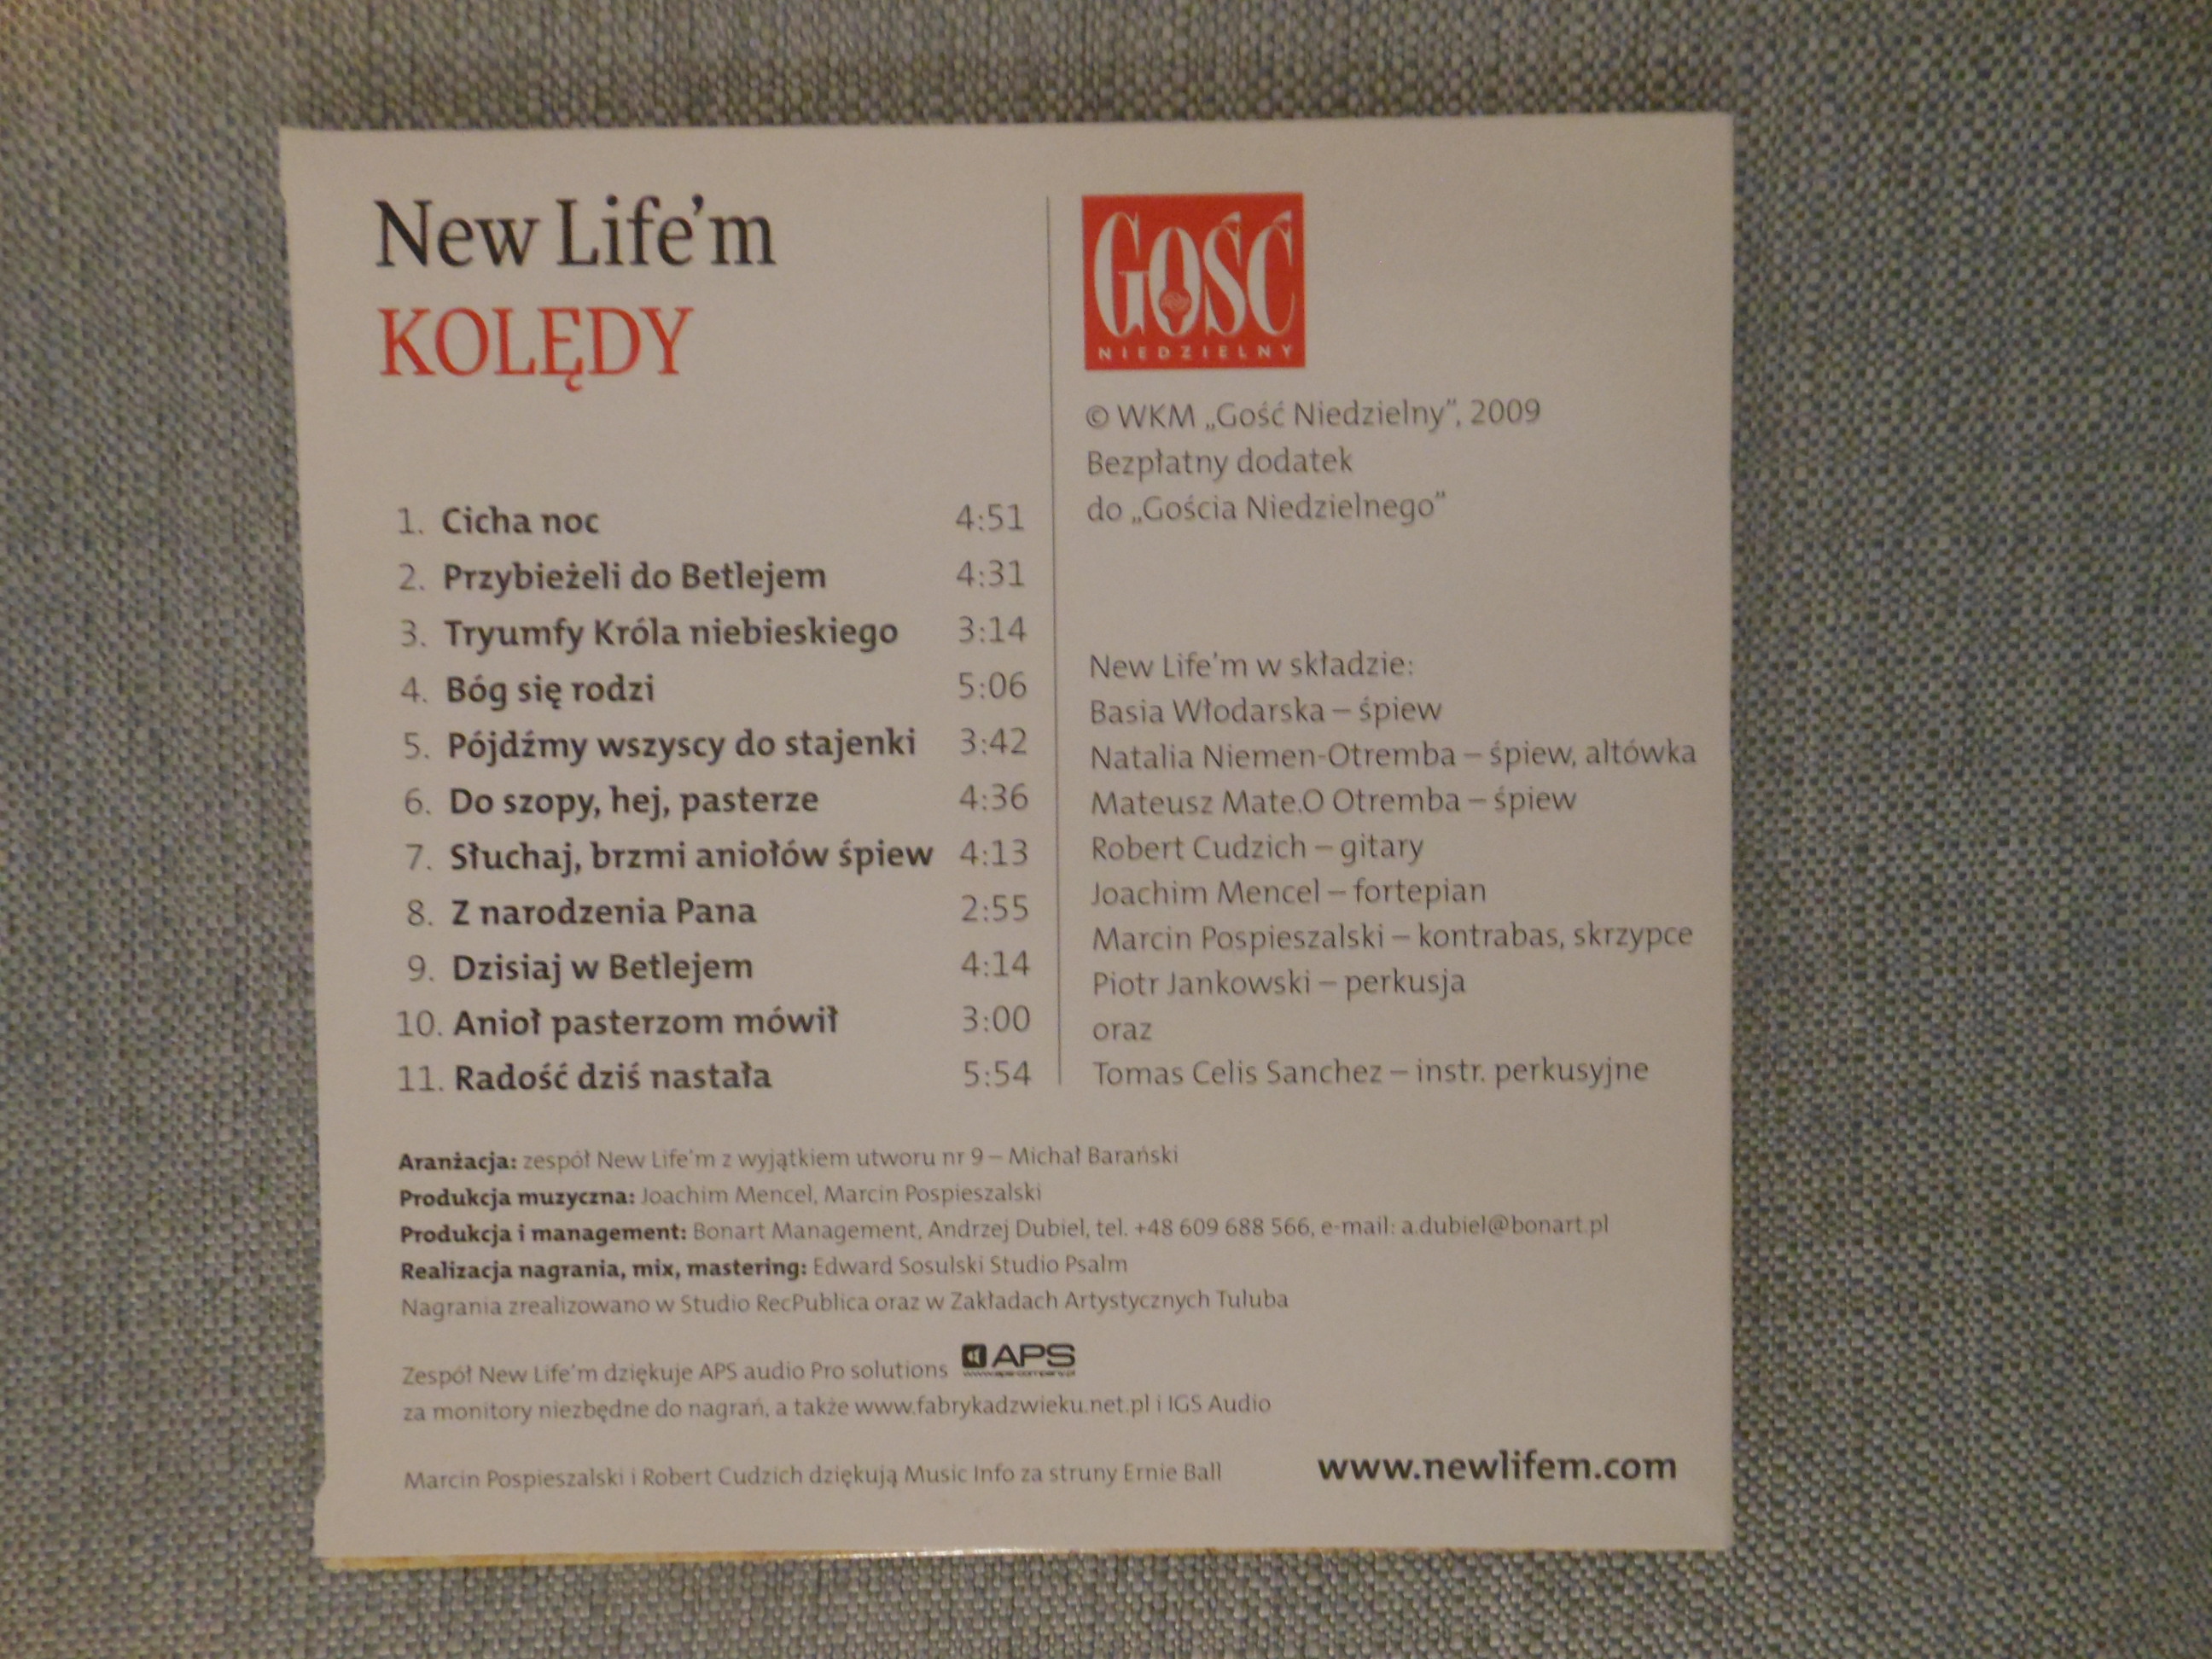 New Life'm
KOLĘDY
1. Cicha noc 4:51
2. Przybieżeli do Betlejem 4:31
3. Tryumfy Króla niebieskiego 3:14
4. Bóg się rodzi 5:06
5. Pójdźmy wszyscy do stajenki 3:42
6. Do szopy, hej, pasterze 4:36
7. Słuchaj, brzmi aniołów śpiew 4:13
8. Z narodzenia Pana 2:55
9. Dzisiaj w Betlejem 4:14
10. Anioł pasterzom mówił 3:00
11. Radość dziś nastała 5:54
GOŚĆ
NIEDZIELNY
© WKM „Gość Niedzielny”, 2009
Bezpłatny dodatek
do „Gościa Niedzielnego”
New Life'm w składzie:
Basia Włodarska – śpiew
Natalia Niemen-Otremba – śpiew, altówka
Mateusz Mate.O Otremba – śpiew
Robert Cudzich – gitary
Joachim Mencel – fortepian
Marcin Pospieszalski – kontrabas, skrzypce
Piotr Jankowski – perkusja
oraz
Tomas Celis Sanchez – instr. perkusyjne
Aranżacja: zespół New Life'm z wyjątkiem utworu nr 9 – Michał Barański
Produkcja muzyczna: Joachim Mencel, Marcin Pospieszalski
Produkcja i management: Bonart Management, Andrzej Dubiel, tel. +48 609 688 566, e-mail: a.dubiel@bonart.pl
Realizacja nagrania, mix, mastering: Edward Sosulski Studio Psalm
Nagrania zrealizowano w Studio RecPublica oraz w Zakładach Artystycznych Tuluba
Zespół New Life'm dziękuje APS audio Pro solutions APS
za monitory niezbędne do nagrań, a także www.fabrykadzwieku.net.pl i IGS Audio
Marcin Pospieszalski i Robert Cudzich dziękują Music Info za struny Ernie Ball
www.newlifem.com